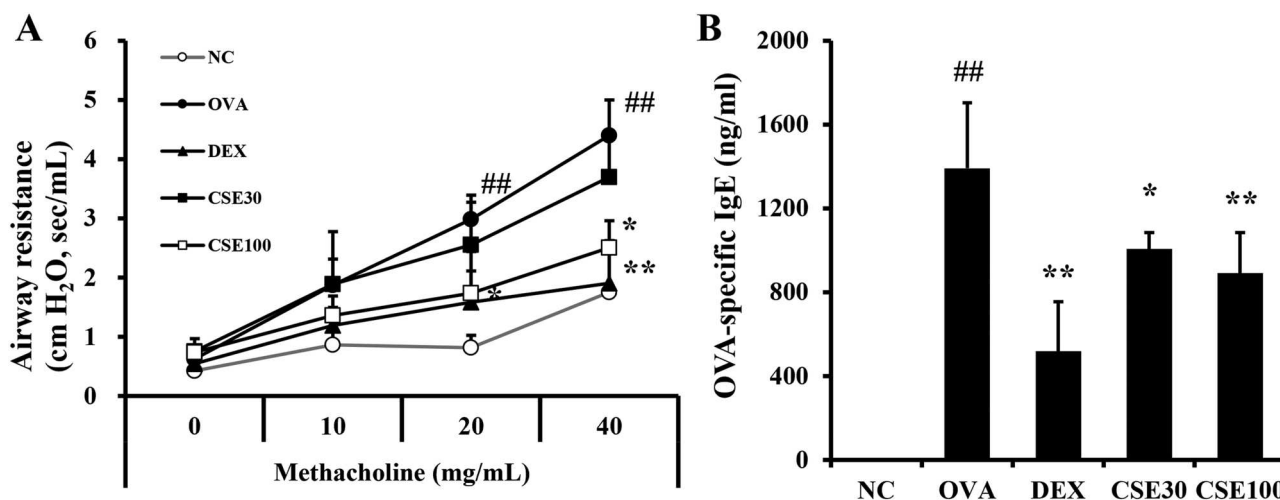 A
Airway resistance
(cm H₂O, sec/mL)
6
5
4
3
2
1
0
NC
OVA
DEX
CSE30
CSE100
##
##
*
**
*
0 10 20 40
Methacholine (mg/mL)
B
OVA-specific IgE (ng/ml)
2000
1600
1200
800
400
0
##
**
*
**
NC OVA DEX CSE30 CSE100